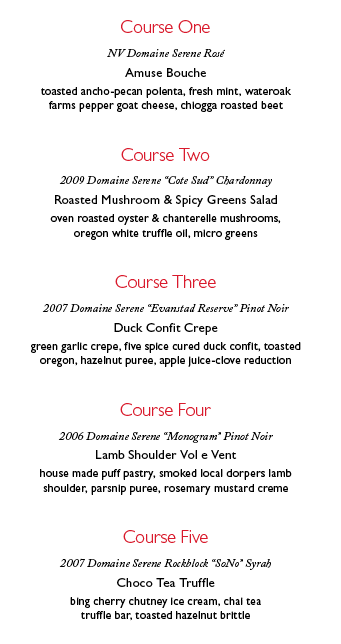 Course One
NV Domaine Serene Rosé
Amuse Bouche
toasted ancho-pecan polenta, fresh mint, wateroak
farms pepper goat cheese, chiogga roasted beet
Course Two
2009 Domaine Serene “Cote Sud” Chardonnay
Roasted Mushroom & Spicy Greens Salad
oven roasted oyster & chanterelle mushrooms,
oregon white truffle oil, micro greens
Course Three
2007 Domaine Serene “Evanstad Reserve” Pinot Noir
Duck Confit Crepe
green garlic crepe, five spice cured duck confit, toasted
oregon, hazelnut puree, apple juice-clove reduction
Course Four
2006 Domaine Serene “Monogram” Pinot Noir
Lamb Shoulder Vol e Vent
house made puff pastry, smoked local dorpers lamb
shoulder, parsnip puree, rosemary mustard creme
Course Five
2007 Domaine Serene Rockblock “SoNo” Syrah
Choco Tea Truffle
bing cherry chutney ice cream, chai tea
truffle bar, toasted hazelnut brittle